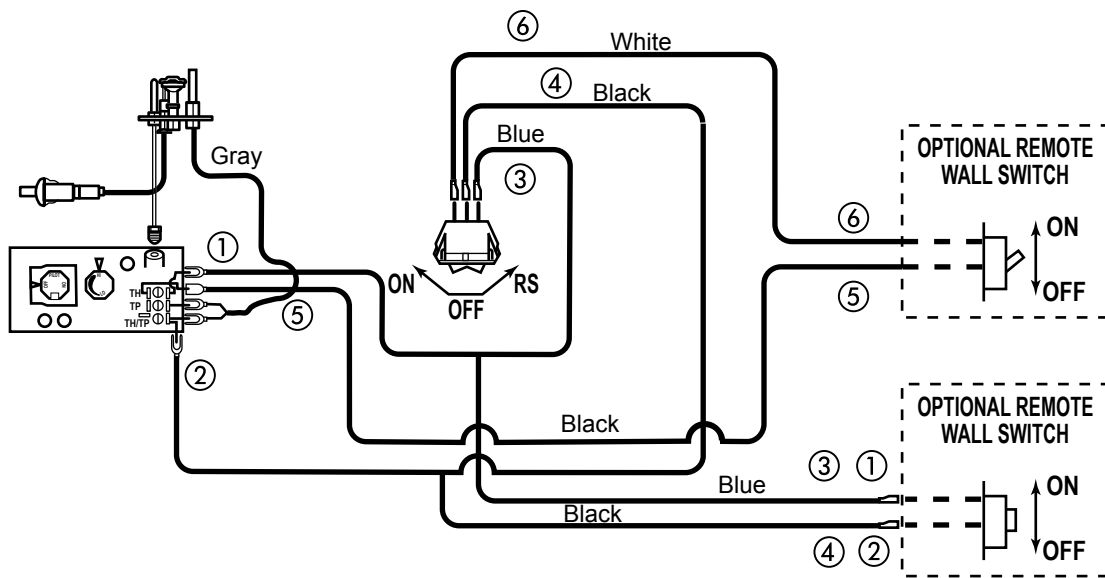 ⑥
White
④
Black
Blue
③
Gray
OPTIONAL REMOTE
WALL SWITCH
ON
OFF
⑥
⑤
①
TH
TP
TH/TP
⑤
②
ON
OFF
RS
Black
OPTIONAL REMOTE
WALL SWITCH
ON
OFF
③ ①
Blue
Black
④ ②